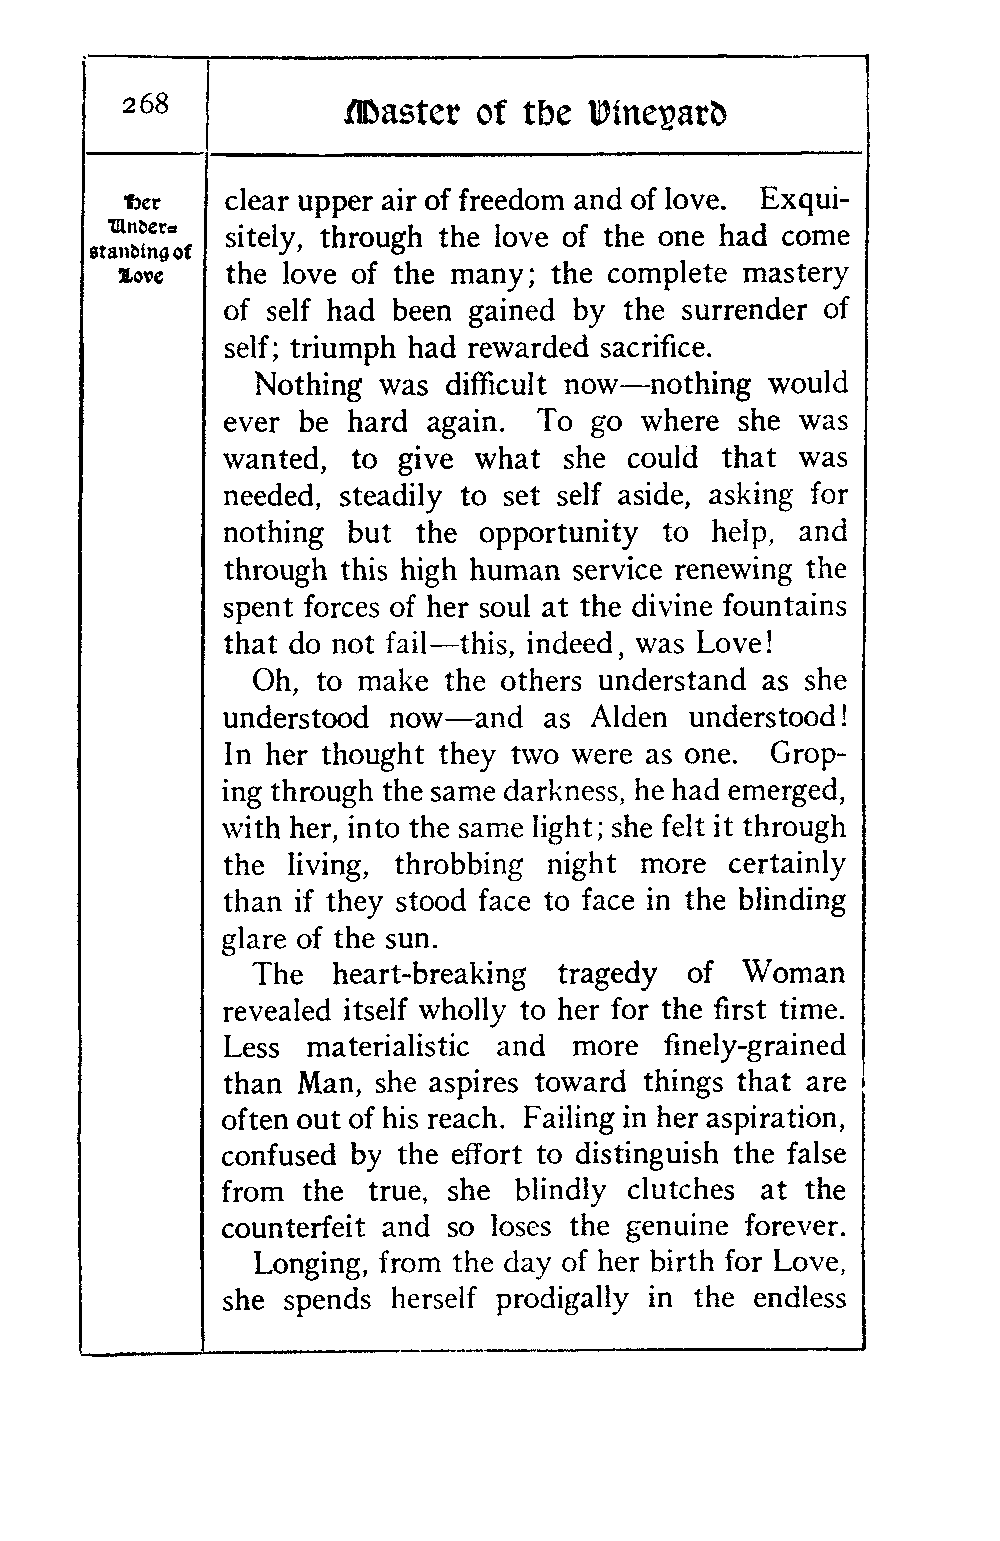 268
Master of the Vineyard
Her
Under-
standing of
Love
clear upper air of freedom and of love. Exqui-
sitely, through the love of the one had come
the love of the many; the complete mastery
of self had been gained by the surrender of
self; triumph had rewarded sacrifice.
Nothing was difficult now—nothing would
ever be hard again. To go where she was
wanted, to give what she could that was
needed, steadily to set self aside, asking for
nothing but the opportunity to help, and
through this high human service renewing the
spent forces of her soul at the divine fountains
that do not fail—this, indeed, was Love!
Oh, to make the others understand as she
understood now—and as Alden understood!
In her thought they two were as one. Grop-
ing through the same darkness, he had emerged,
with her, into the same light; she felt it through
the living, throbbing night more certainly
than if they stood face to face in the blinding
glare of the sun.
The heart-breaking tragedy of Woman
revealed itself wholly to her for the first time.
Less materialistic and more finely-grained
than Man, she aspires toward things that are
often out of his reach. Failing in her aspiration,
confused by the effort to distinguish the false
from the true, she blindly clutches at the
counterfeit and so loses the genuine forever.
Longing, from the day of her birth for Love,
she spends herself prodigally in the endless